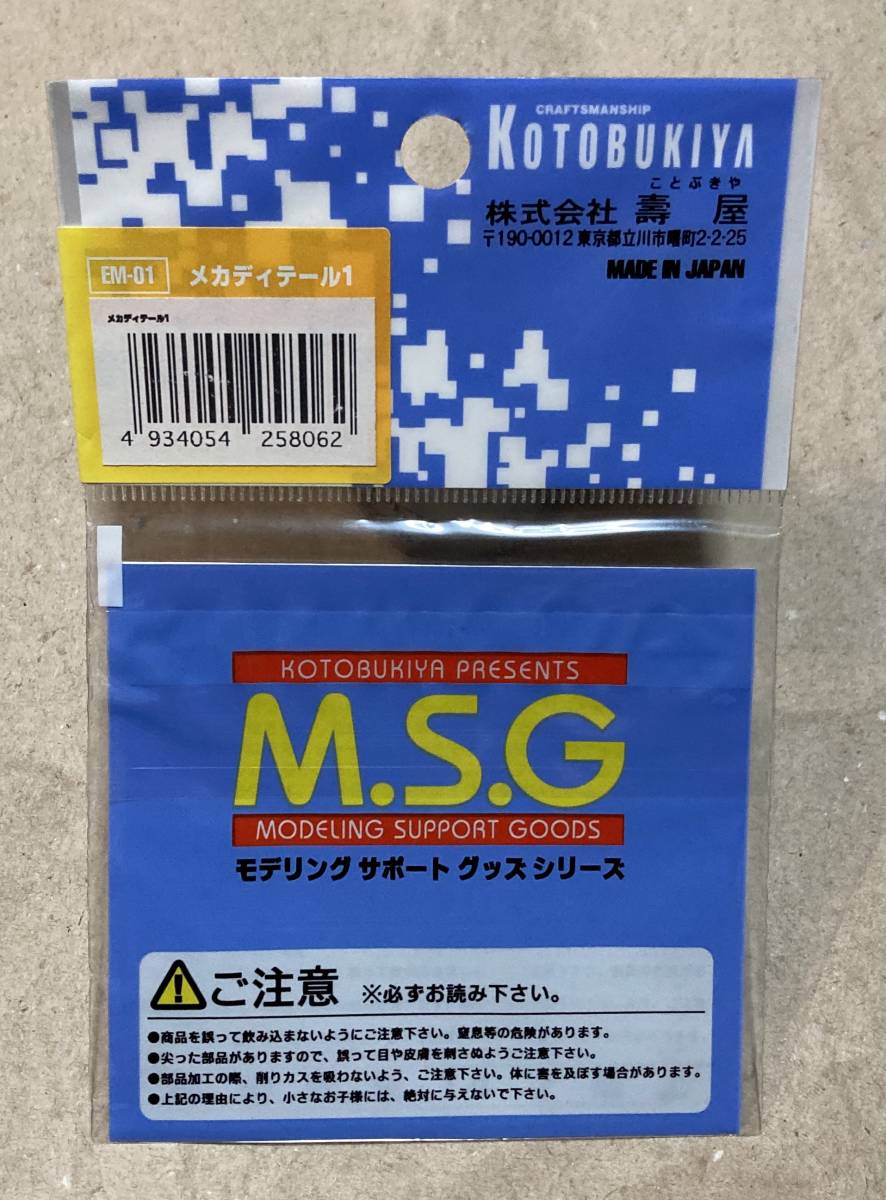 CRAFTSMANSHIP
KOTOBUKIYA
ことぶきや
株式会社 壽屋
〒190-0012 東京都立川市曙町2-2-25
MADE IN JAPAN
EM-01 メカディテール1
メカディテール1
4 934054 258062
KOTOBUKIYA PRESENTS
M.S.G
MODELING SUPPORT GOODS
モデリング サポート グッズ シリーズ
ご注意 ※必ずお読み下さい。
●商品を誤って飲み込まないようにご注意下さい。窒息等の危険があります。
●尖った部品がありますので、誤って目や皮膚を刺さぬようご注意下さい。
●部品加工の際、削りカスを吸わないよう、ご注意下さい。体に害を及ぼす場合があります。
●上記の理由により、小さなお子様には、絶対に与えないで下さい。